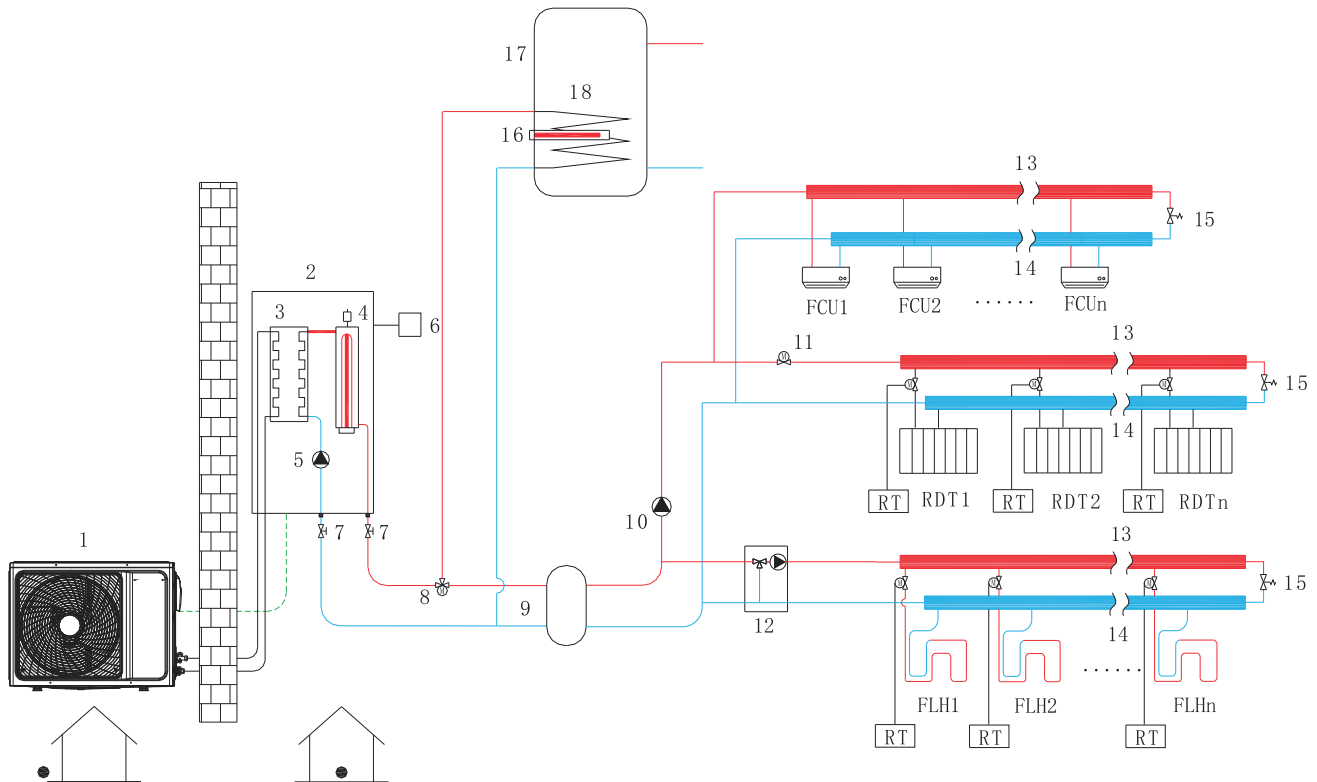 17
18
16
13
15
14
FCU1
FCU2
......
FCUn
2
3
4
6
11
13
15
M
M
M
M
14
5
RT
RDT1
RT
RDT2
RT
RDTn
10
7
7
1
13
15
M
M
M
8
M
9
12
14
......
FLH1
FLH2
FLHn
RT
RT
RT